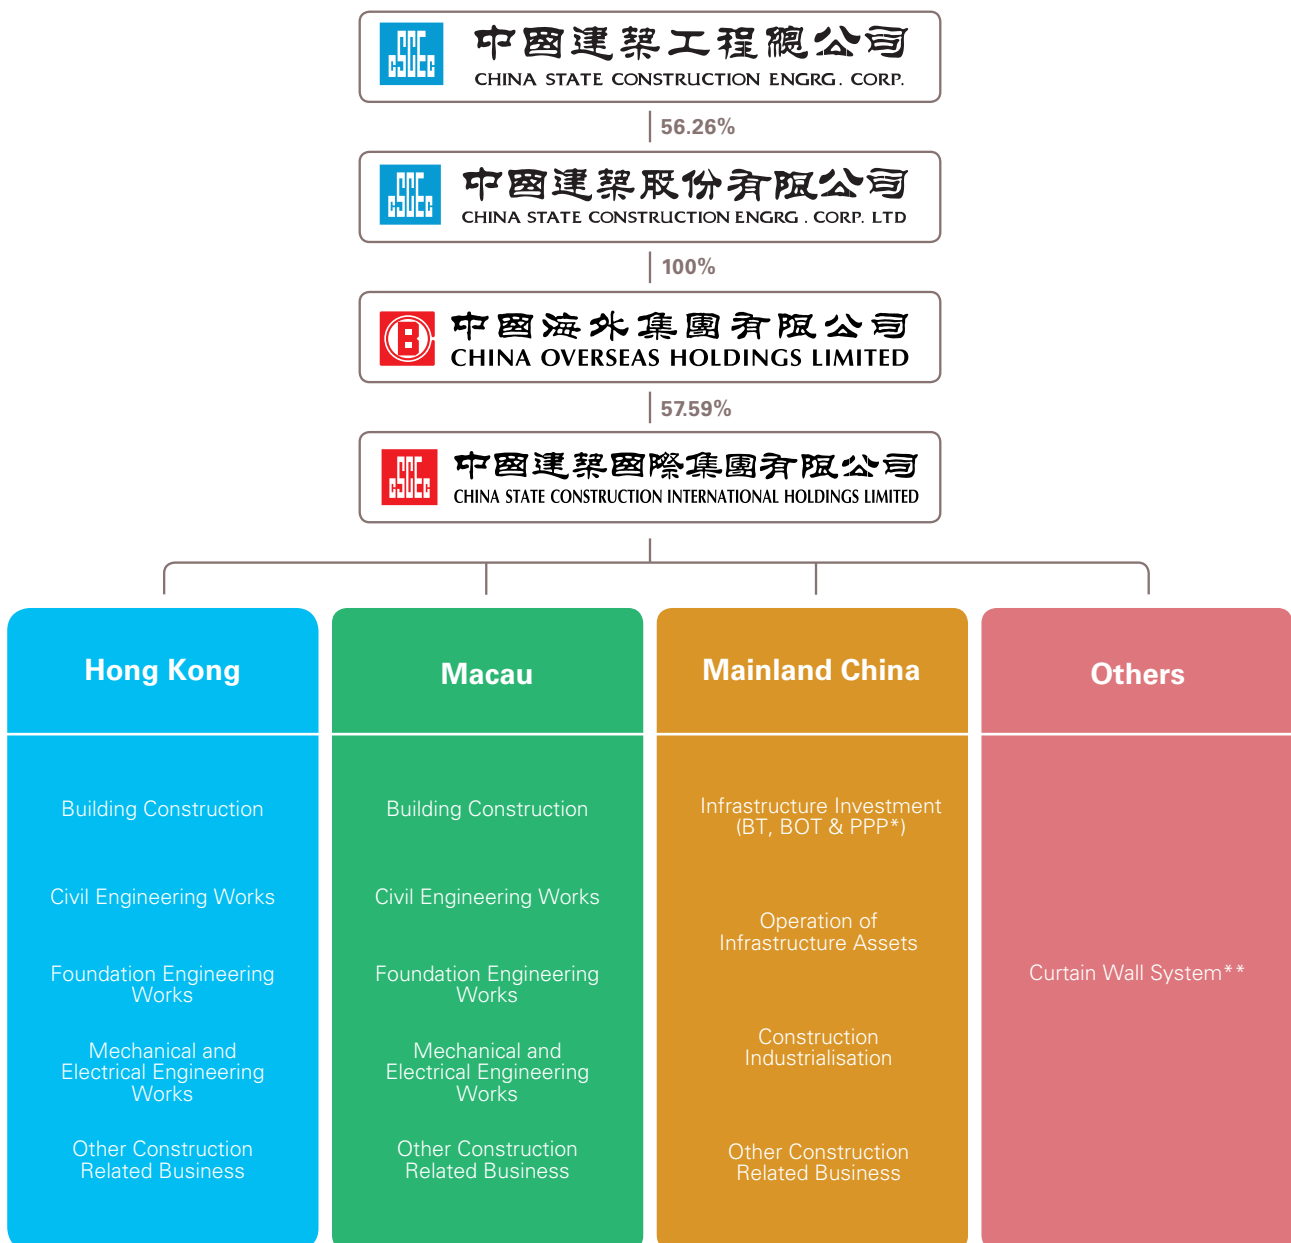 CSCEC
中國建築工程總公司
CHINA STATE CONSTRUCTION ENGRG. CORP.
56.26%
CSCEC
中國建築股份有限公司
CHINA STATE CONSTRUCTION ENGRG. CORP. LTD
100%
B
中國海外集團有限公司
CHINA OVERSEAS HOLDINGS LIMITED
57.59%
CSCEC
中國建築國際集團有限公司
CHINA STATE CONSTRUCTION INTERNATIONAL HOLDINGS LIMITED
Hong Kong
Building Construction
Civil Engineering Works
Foundation Engineering
Works
Mechanical and
Electrical Engineering
Works
Other Construction
Related Business
Macau
Building Construction
Civil Engineering Works
Foundation Engineering
Works
Mechanical and
Electrical Engineering
Works
Other Construction
Related Business
Mainland China
Infrastructure Investment
(BT, BOT & PPP*)
Operation of
Infrastructure Assets
Construction
Industrialisation
Other Construction
Related Business
Others
Curtain Wall System**